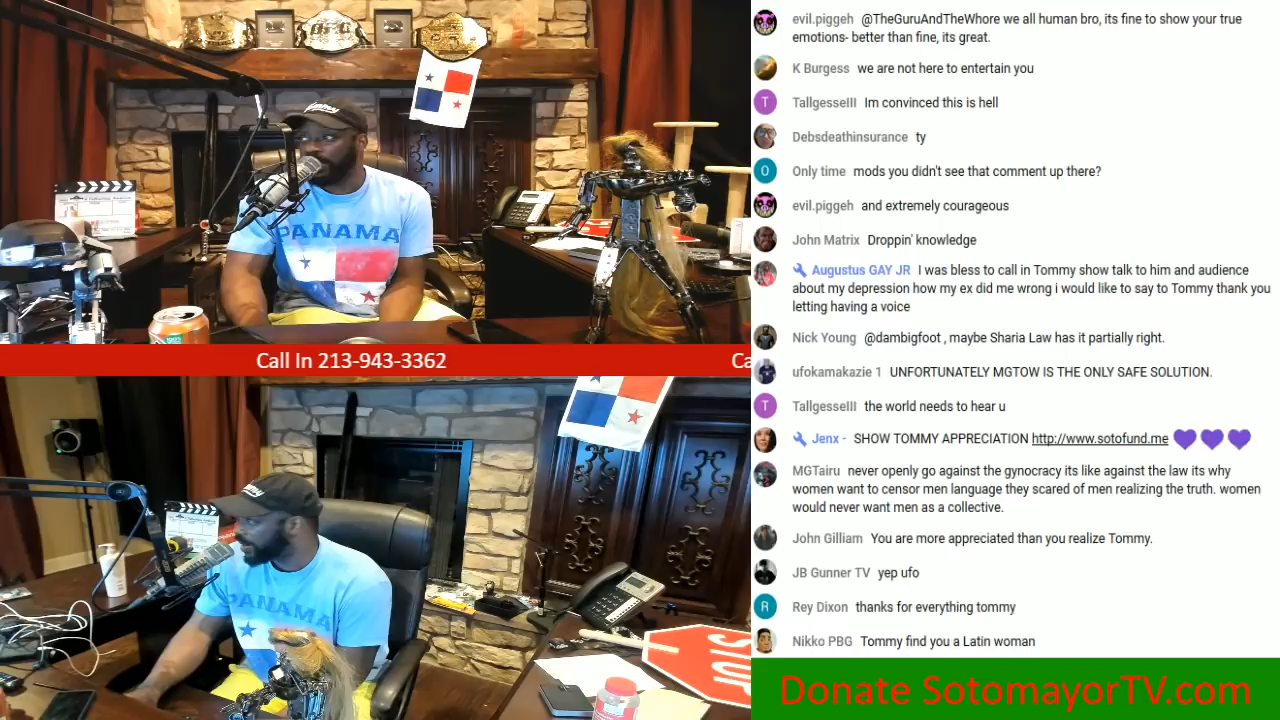 PANAMA
Call In 213-943-3362
Ca
PANAMA
STOP
evil.piggeh @TheGuruAndTheWhore we all human bro, its fine to show your true
emotions- better than fine, its great.
K Burgess we are not here to entertain you
T TallgesseIII Im convinced this is hell
Debsdeathinsurance ty
O Only time mods you didn't see that comment up there?
evil.piggeh and extremely courageous
John Matrix Droppin' knowledge
Augustus GAY JR I was bless to call in Tommy show talk to him and audience
about my depression how my ex did me wrong i would like to say to Tommy thank you
letting having a voice
Nick Young @dambigfoot , maybe Sharia Law has it partially right.
ufokamakazie 1 UNFORTUNATELY MGTOW IS THE ONLY SAFE SOLUTION.
T TallgesseIII the world needs to hear u
Jenx - SHOW TOMMY APPRECIATION http://www.sotofund.me 💜💜💜
MGTairu never openly go against the gynocracy its like against the law its why
women want to censor men language they scared of men realizing the truth. women
would never want men as a collective.
John Gilliam You are more appreciated than you realize Tommy.
JB Gunner TV yep ufo
R Rey Dixon thanks for everything tommy
Nikko PBG Tommy find you a Latin woman
Donate SotomayorTV.com